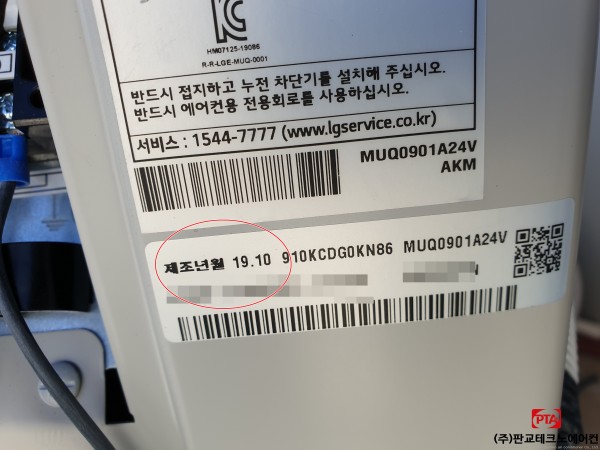 HM07125-19086
R-R-LGE-MUQ-0001
반드시 접지하고 누전 차단기를 설치해 주십시오.
반드시 에어컨용 전용회로를 사용하십시오.
서비스 : 1544-7777 (www.lgservice.co.kr)
MUQ0901A24V
AKM
제조년월 19.10 910KCDG0KN86 MUQ0901A24V
PTA
(주)판교테크노에어컨